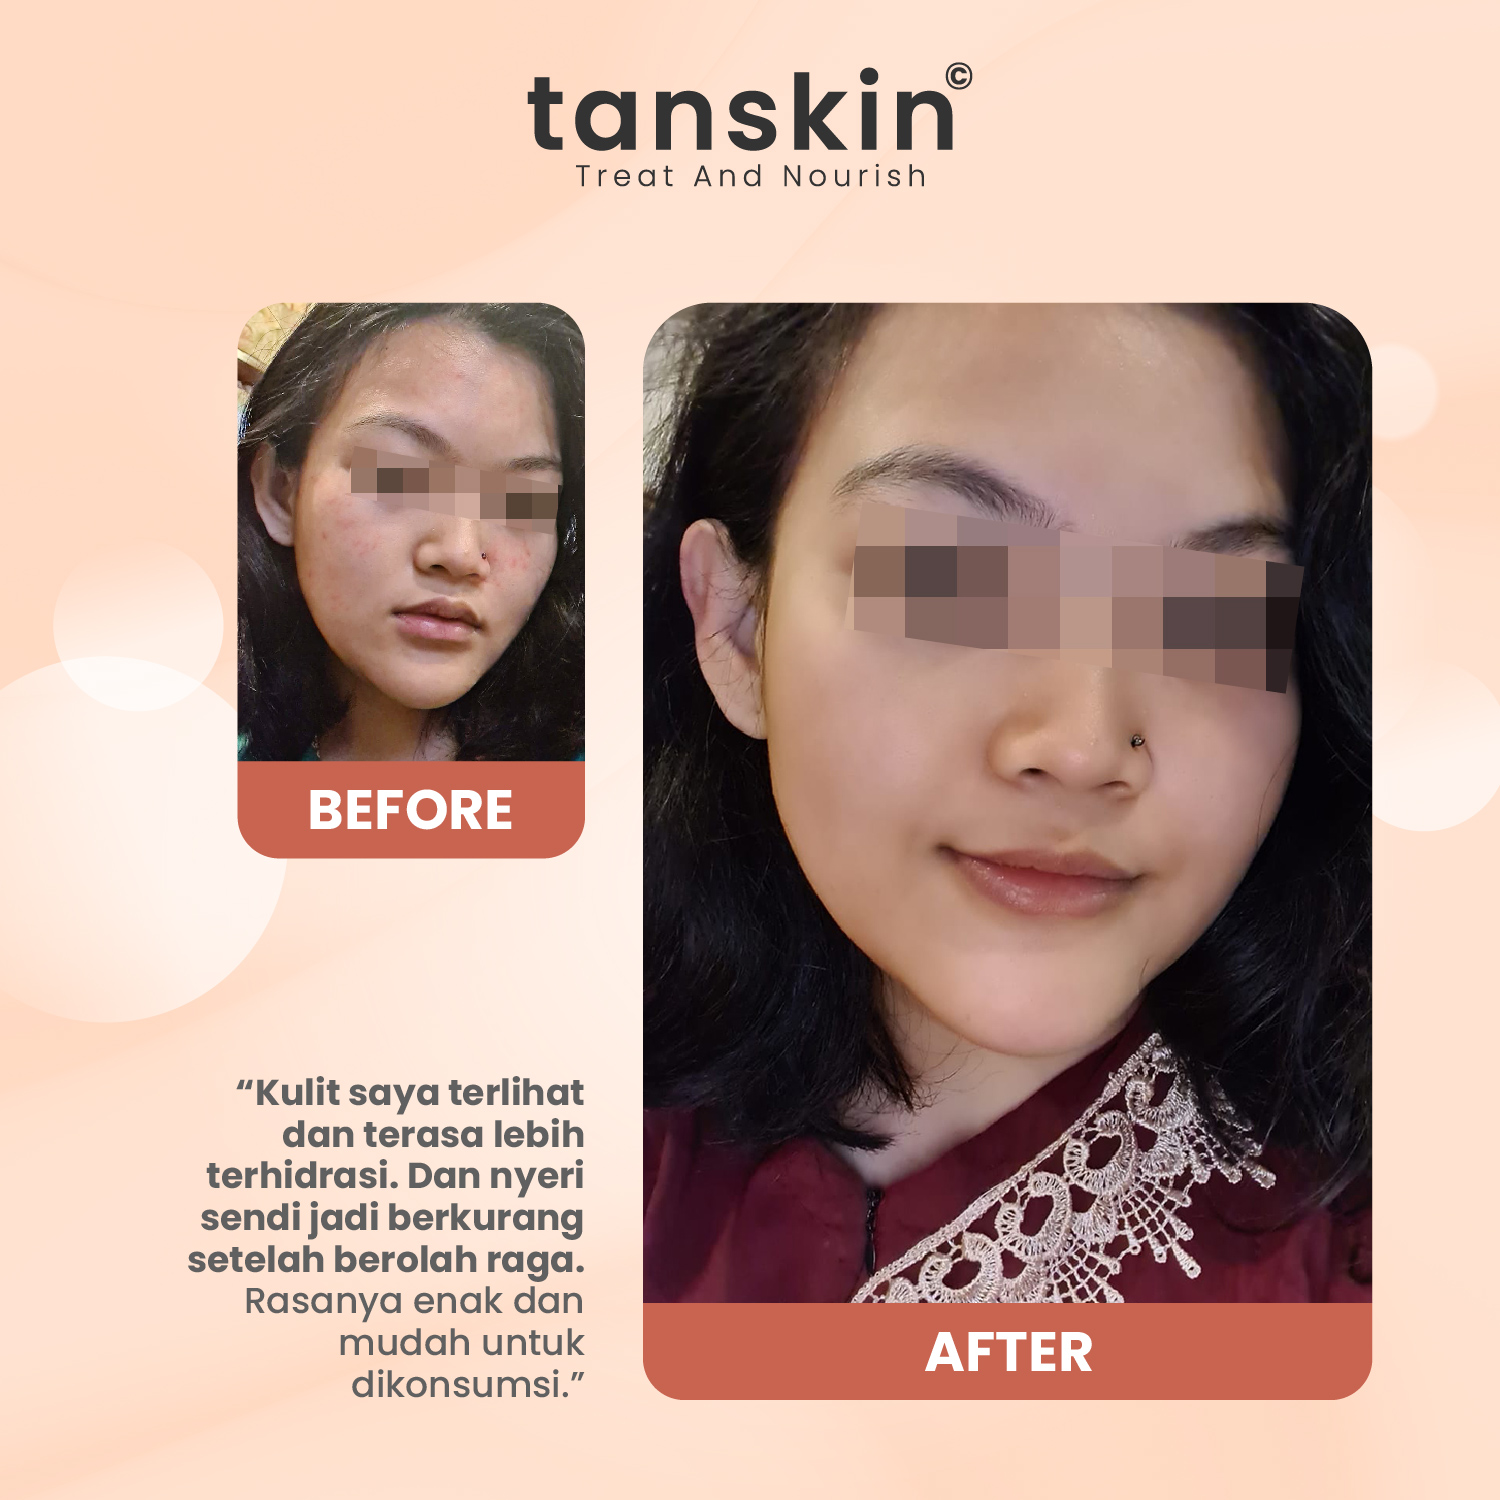 tanskin©
Treat And Nourish
BEFORE
“Kulit saya terlihat
dan terasa lebih
terhidrasi. Dan nyeri
sendi jadi berkurang
setelah berolah raga.
Rasanya enak dan
mudah untuk
dikonsumsi.”
AFTER